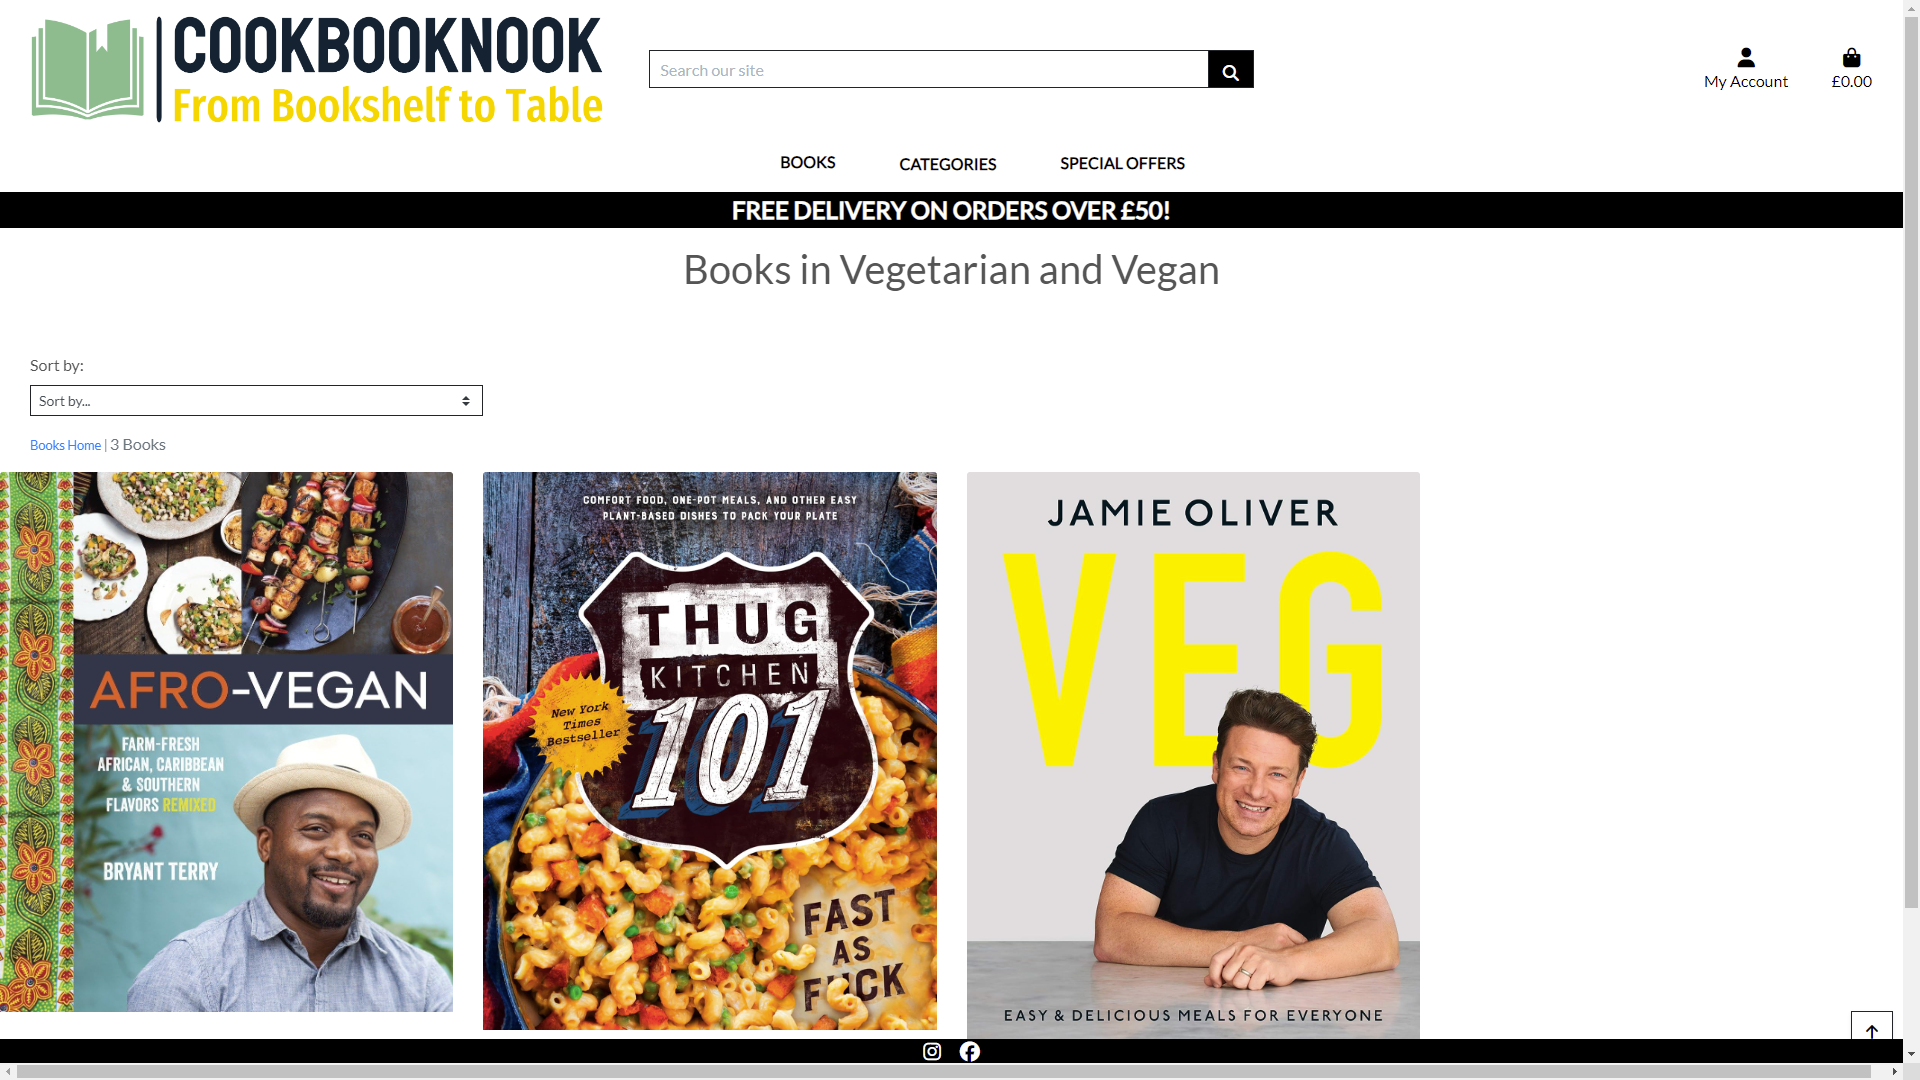 COOKBOOKNOOK
From Bookshelf to Table
Search our site
My Account
£0.00
BOOKS
CATEGORIES
SPECIAL OFFERS
FREE DELIVERY ON ORDERS OVER £50!
Books in Vegetarian and Vegan
Sort by:
Sort by...
Books Home | 3 Books
AFRO-VEGAN
FARM-FRESH
AFRICAN, CARIBBEAN
& SOUTHERN
FLAVORS REMIXED
BRYANT TERRY
COMFORT FOOD, ONE-POT MEALS, AND OTHER EASY
PLANT-BASED DISHES TO PACK YOUR PLATE
THUG
KITCHEN
101
New York
Times
Bestseller
FAST
AS
F CK
JAMIE OLIVER
VEG
EASY & DELICIOUS MEALS FOR EVERYONE